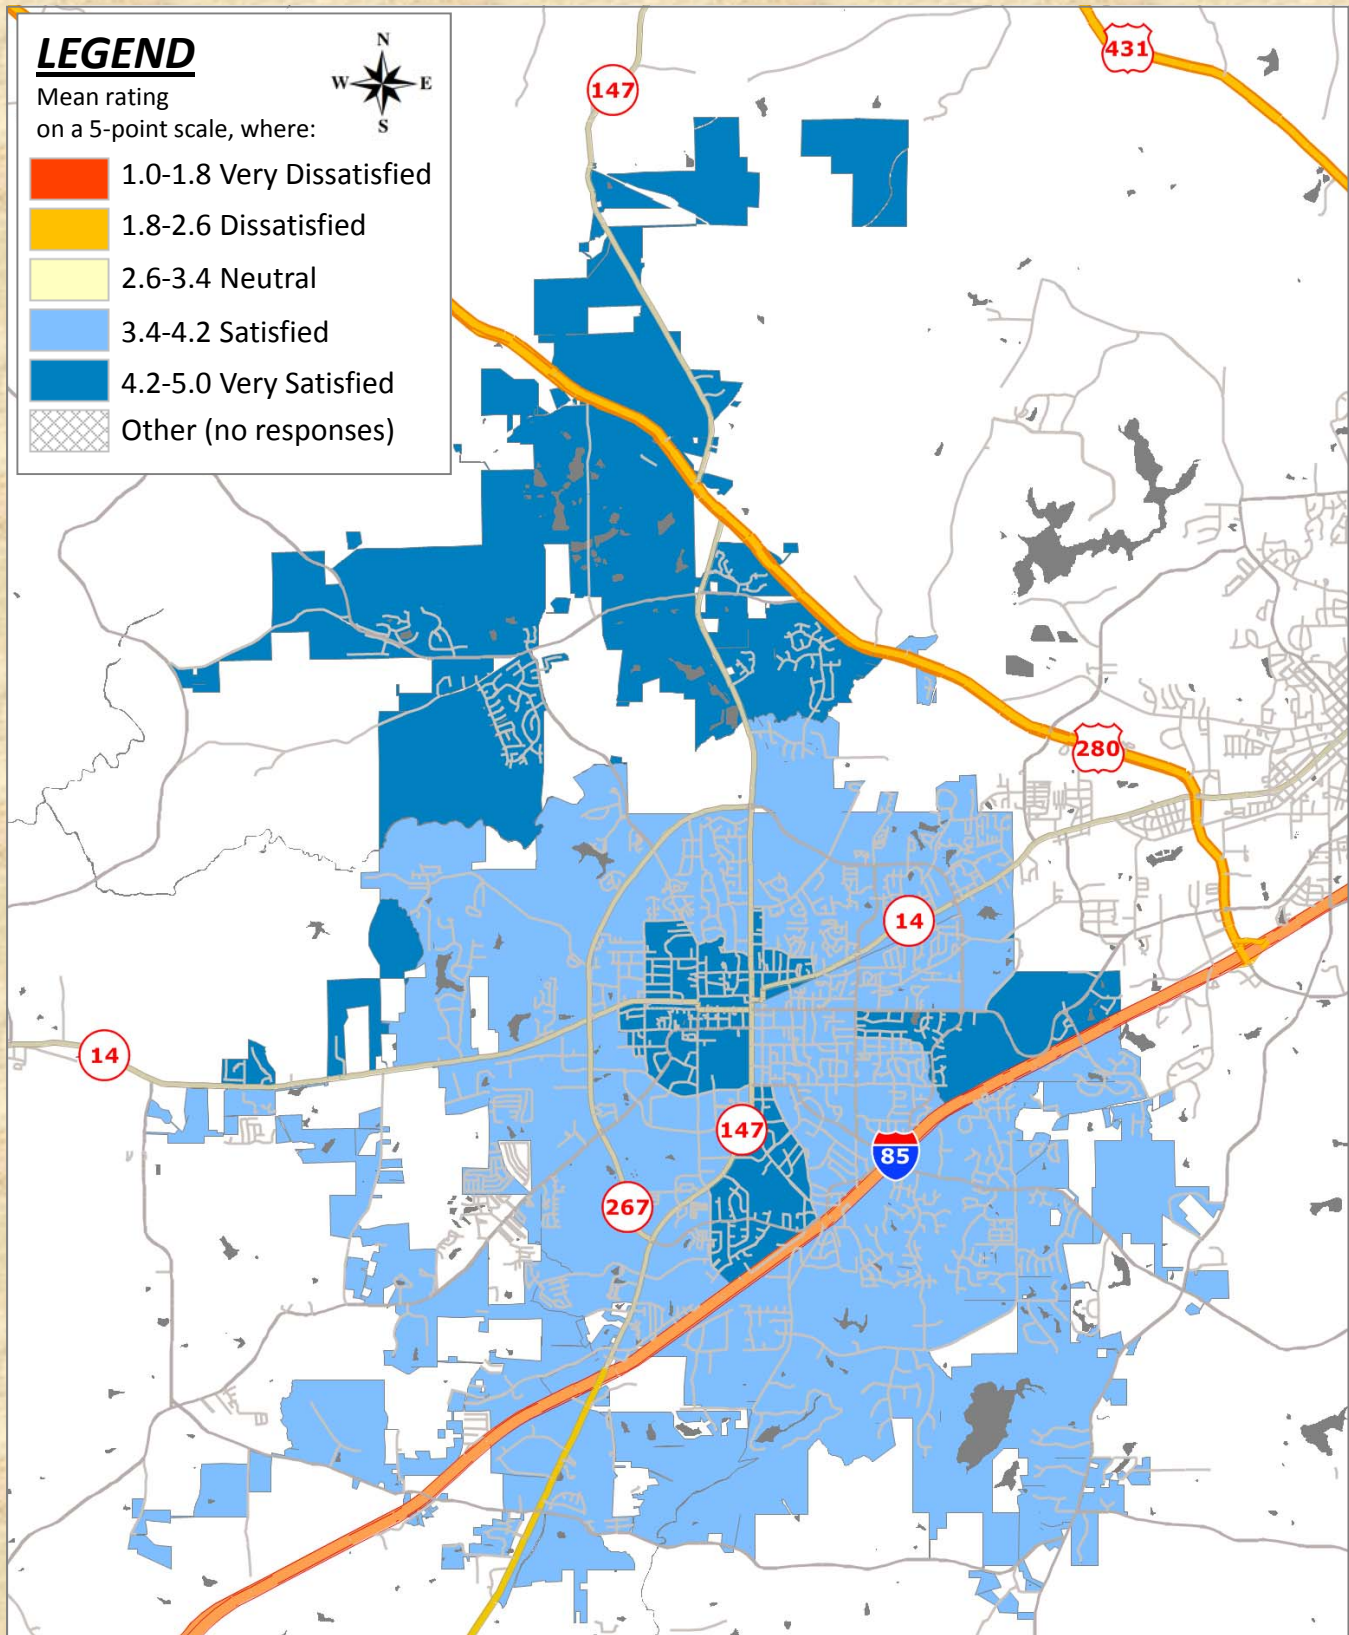 LEGEND
N
W E
S
Mean rating
on a 5-point scale, where:
1.0-1.8 Very Dissatisfied
1.8-2.6 Dissatisfied
2.6-3.4 Neutral
3.4-4.2 Satisfied
4.2-5.0 Very Satisfied
Other (no responses)
431
147
280
14
14
147
85
267